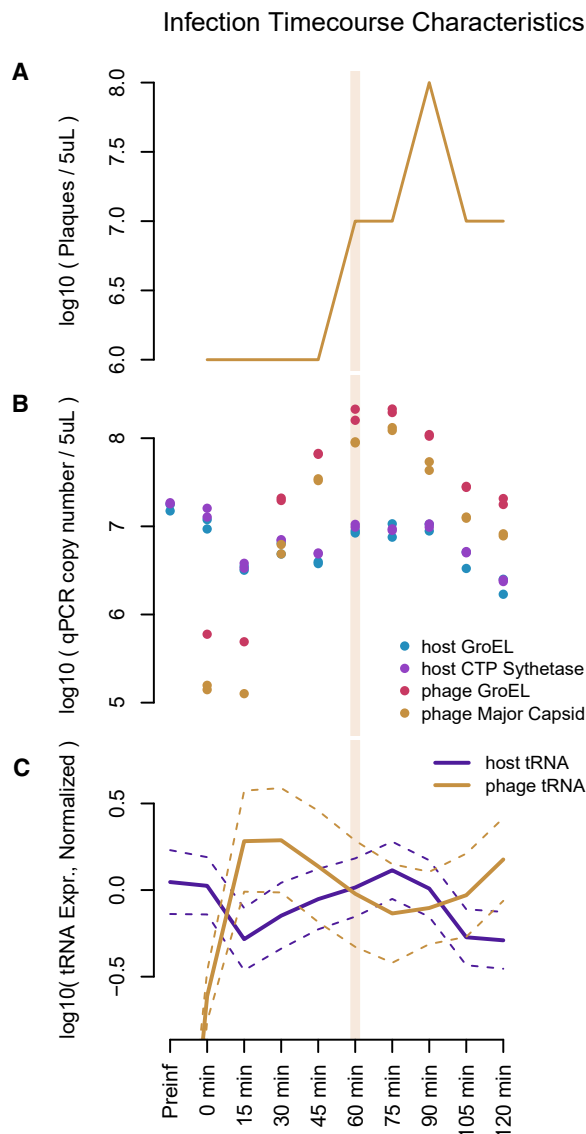 Infection Timecourse Characteristics
A
log10 ( Plaques / 5uL )
8.0
7.5
7.0
6.5
6.0
B
log10 ( qPCR copy number / 5uL )
8
7
6
5
host GroEL
host CTP Sythetase
phage GroEL
phage Major Capsid
C
log10( tRNA Expr., Normalized )
host tRNA
phage tRNA
0.5
0.0
−0.5
Preinf
0 min
15 min
30 min
45 min
60 min
75 min
90 min
105 min
120 min